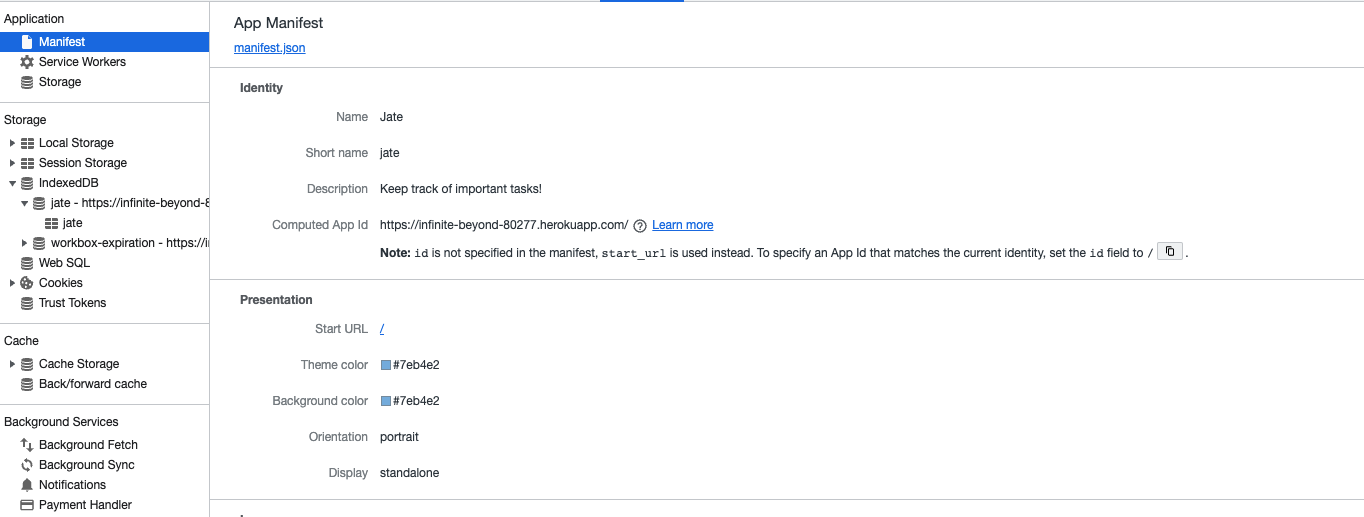 Application
Manifest
Service Workers
Storage
Storage
Local Storage
Session Storage
IndexedDB
jate - https://infinite-beyond-8
jate
workbox-expiration - https://i
Web SQL
Cookies
Trust Tokens
Cache
Cache Storage
Back/forward cache
Background Services
Background Fetch
Background Sync
Notifications
Payment Handler
App Manifest
manifest.json
Identity
Name Jate
Short name jate
Description Keep track of important tasks!
Computed App Id https://infinite-beyond-80277.herokuapp.com/ ? Learn more
Note: id is not specified in the manifest, start_url is used instead. To specify an App Id that matches the current identity, set the id field to / .
Presentation
Start URL /
Theme color #7eb4e2
Background color #7eb4e2
Orientation portrait
Display standalone